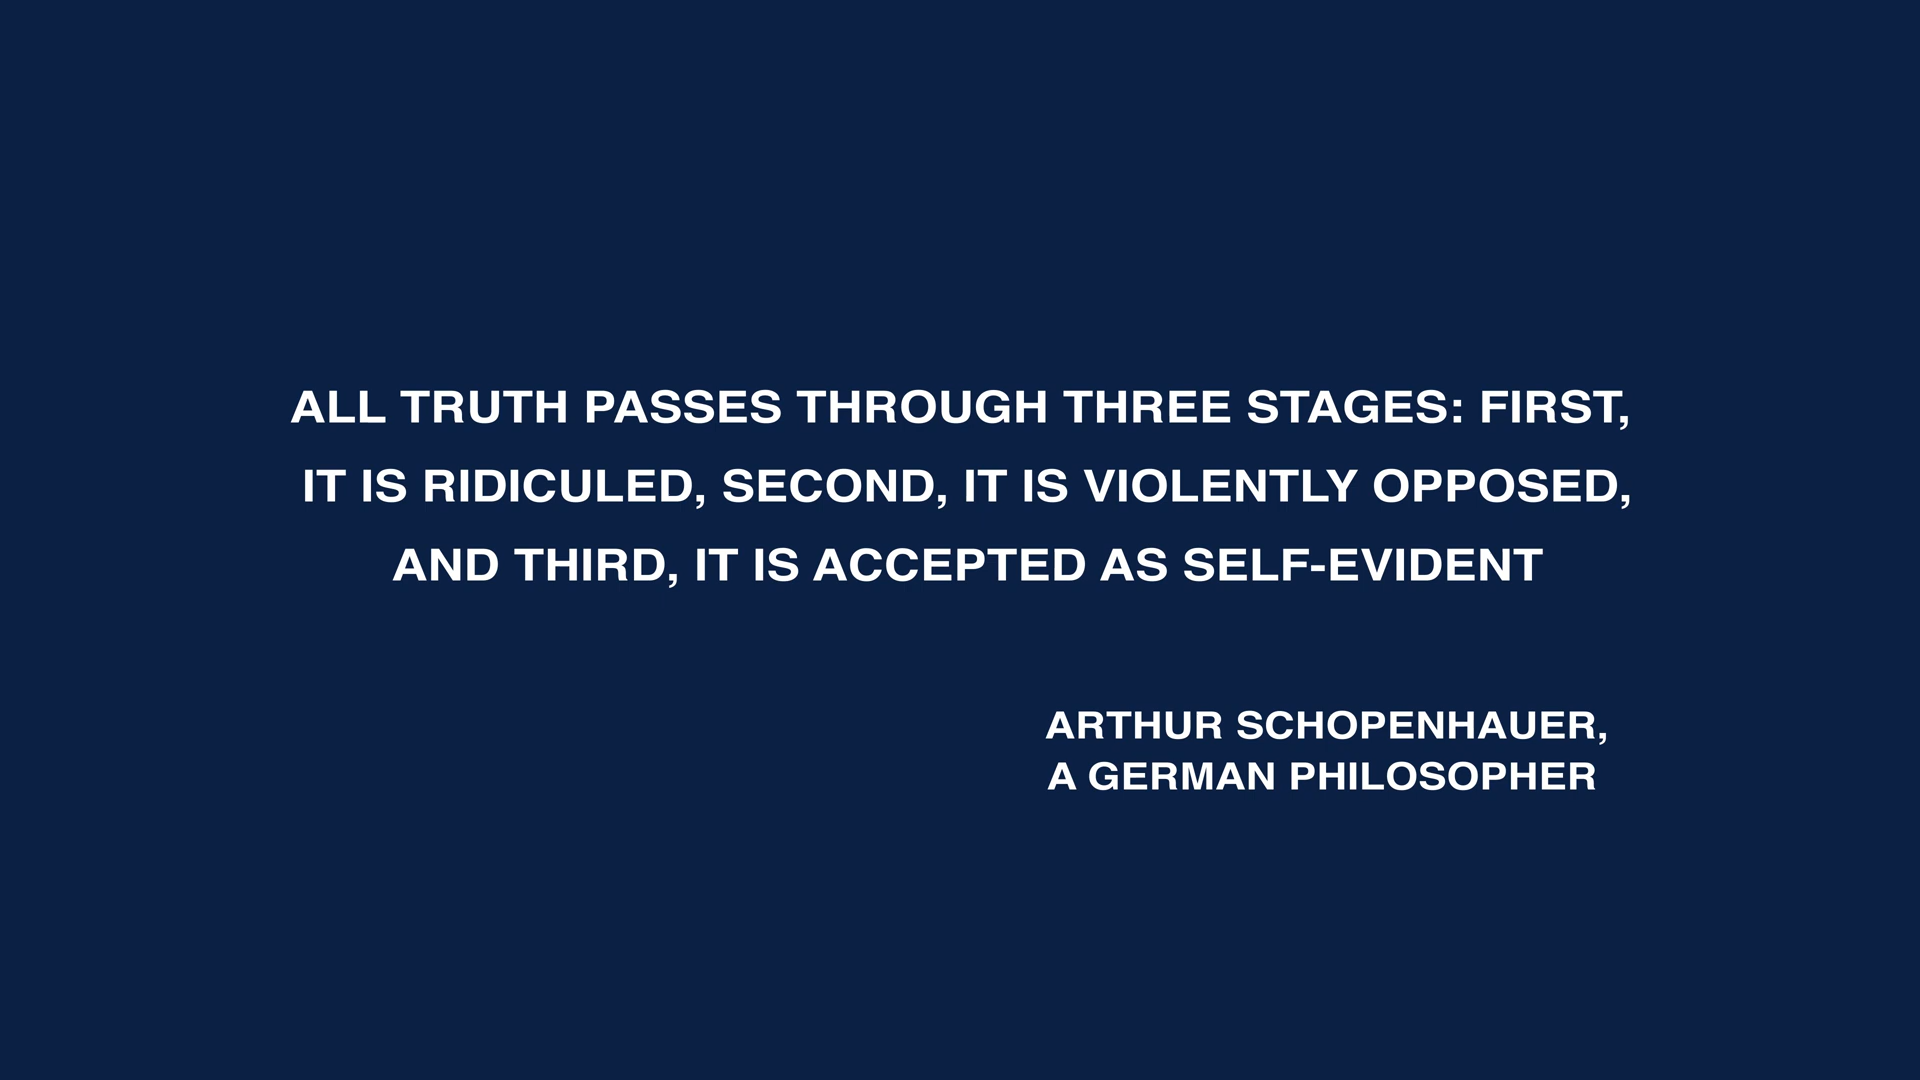 ALL TRUTH PASSES THROUGH THREE STAGES: FIRST,
IT IS RIDICULED, SECOND, IT IS VIOLENTLY OPPOSED,
AND THIRD, IT IS ACCEPTED AS SELF-EVIDENT
ARTHUR SCHOPENHAUER,
A GERMAN PHILOSOPHER